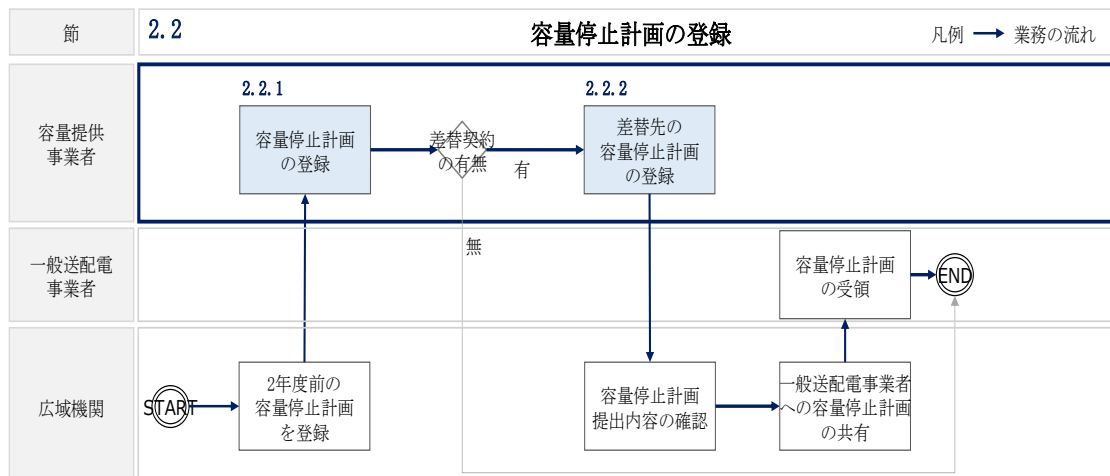 節
2.2
容量停止計画の登録
凡例
業務の流れ
容量提供
事業者
2.2.1
容量停止計画
の登録
差替契約
の有無
有
無
2.2.2
差替先の
容量停止計画
の登録
一般送配電
事業者
容量停止計画
の受領
END
広域機関
START
2年度前の
容量停止計画
を登録
容量停止計画
提出内容の確認
一般送配電事業者
への容量停止計画
の共有